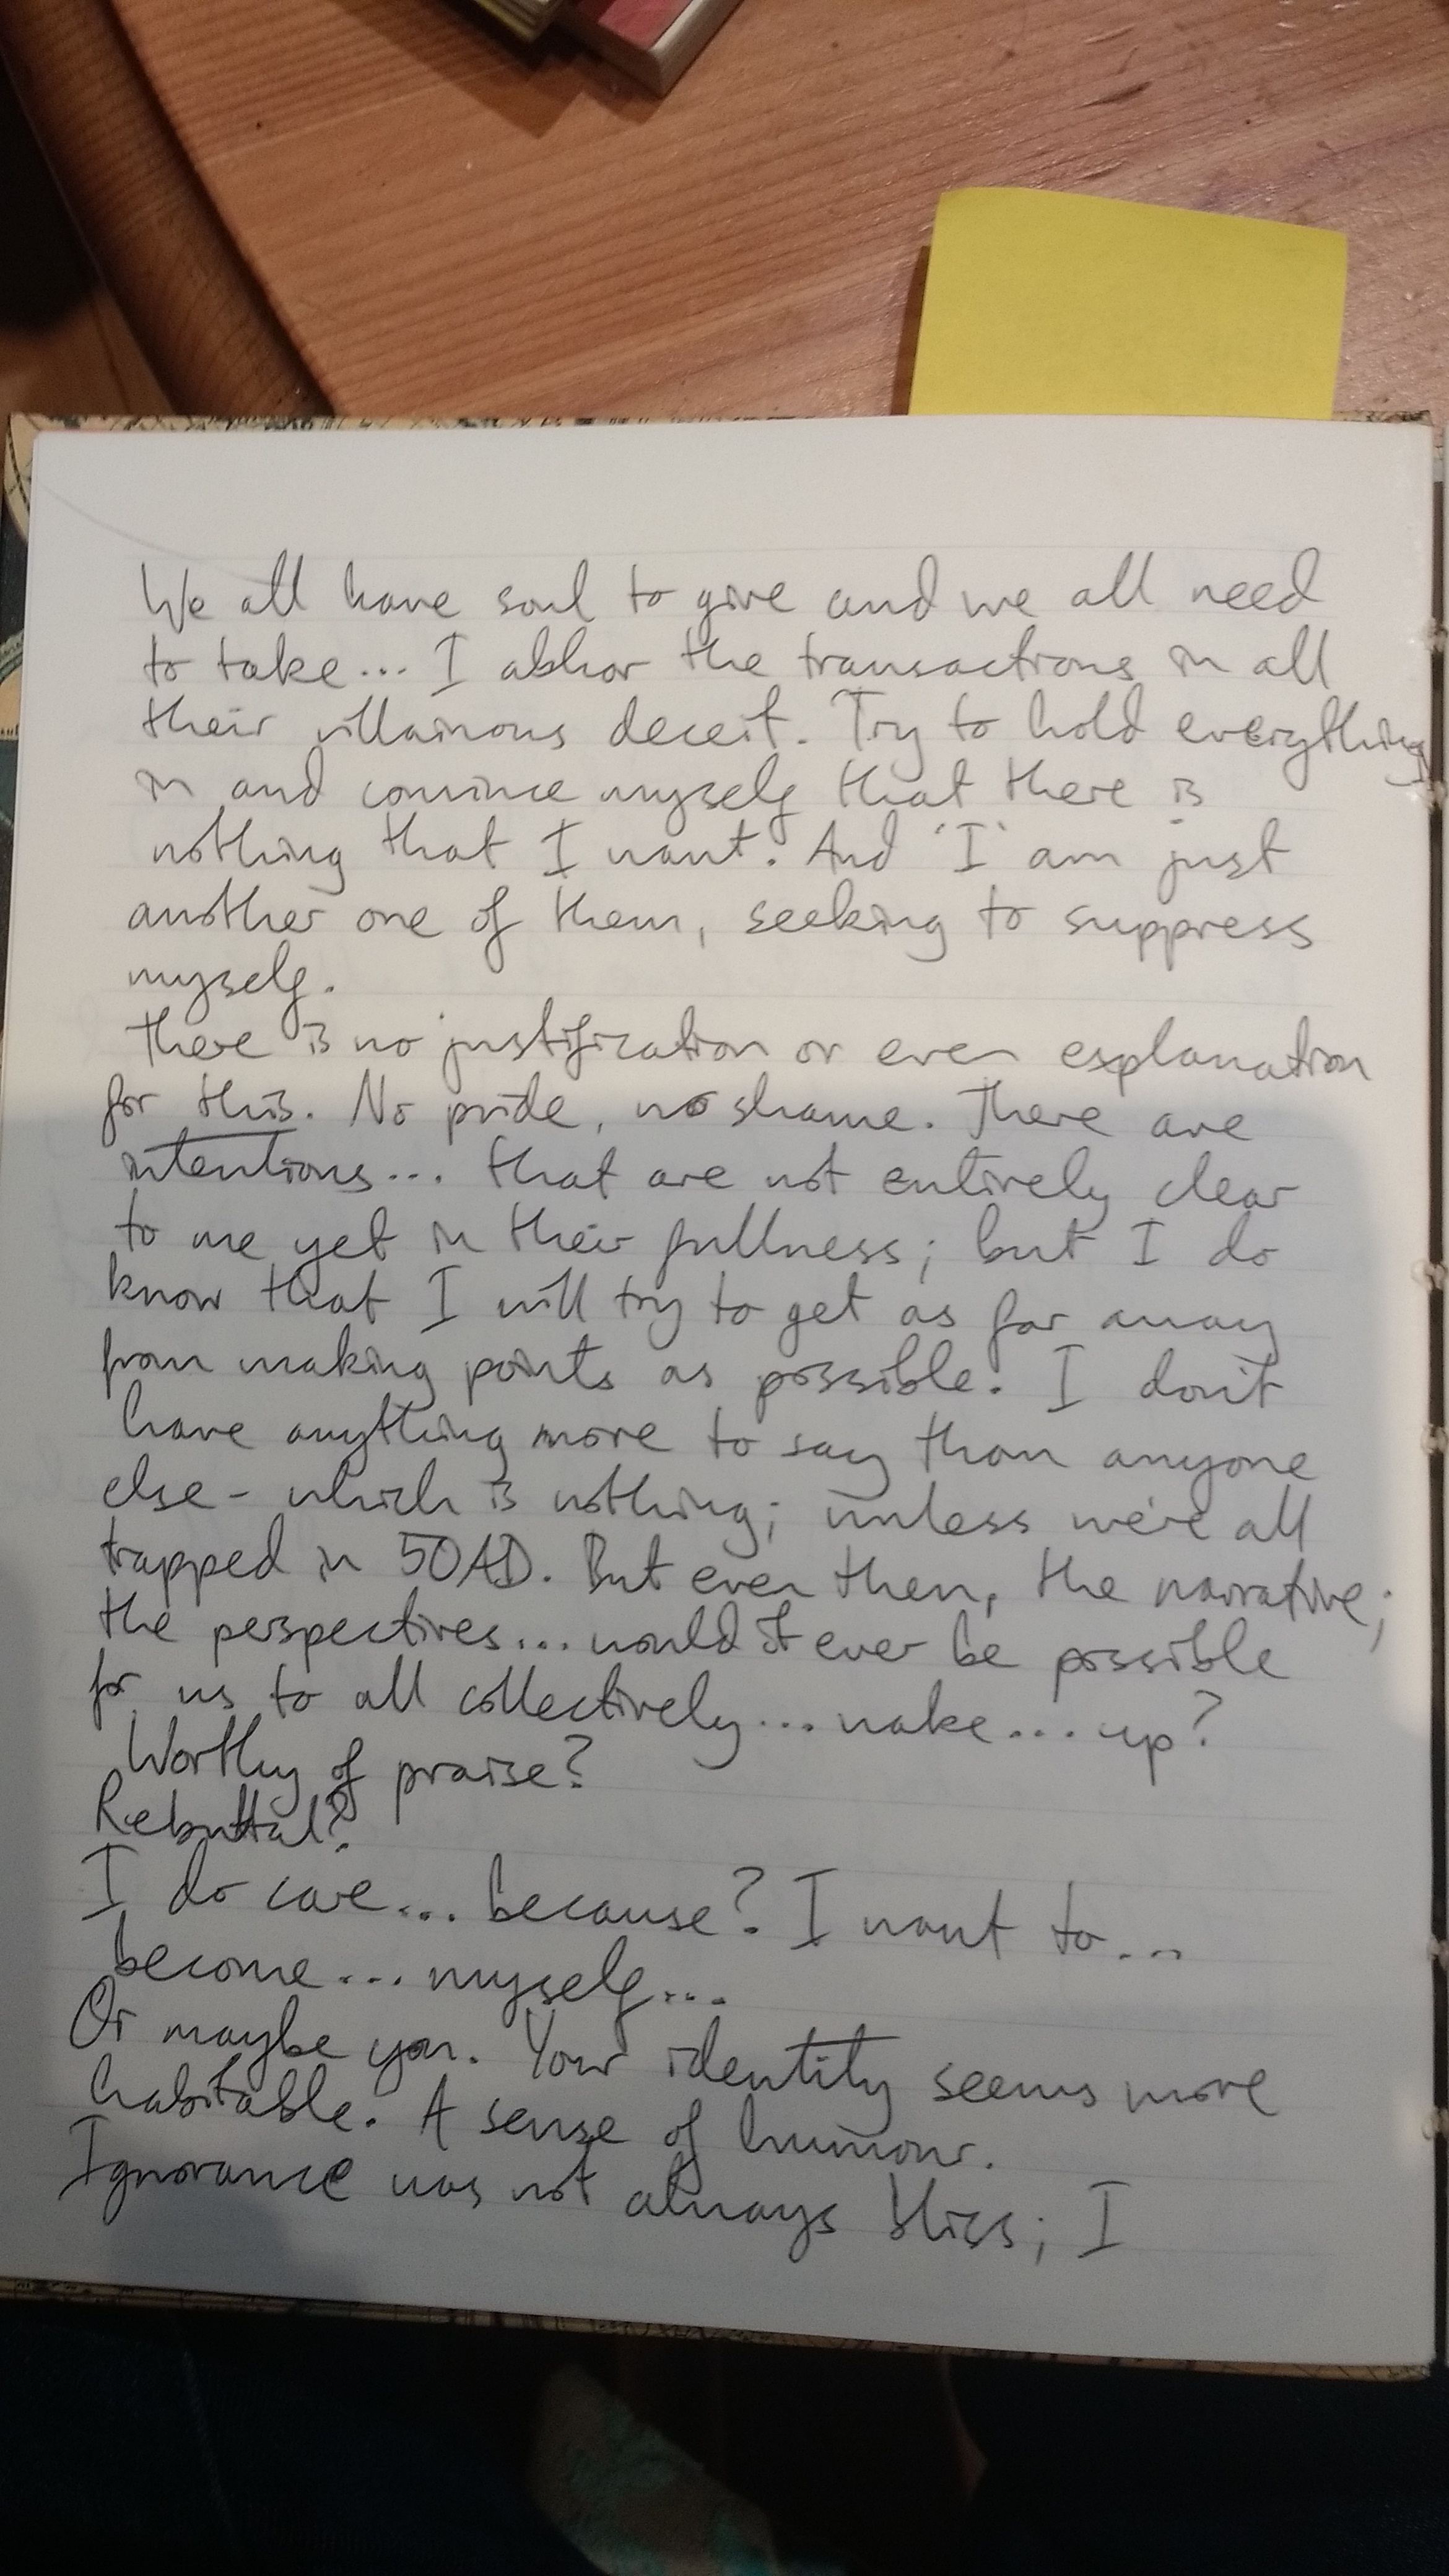 We all have soul to give and we all need
to take... I abhor the transactions in all
their villainous deceit. Try to hold everything
in and convince myself that there is
nothing that I want. And 'I' am just
another one of them, seeking to suppress
myself.
There is no justification or even explanation
for this. No pride, no shame. There are
intentions... that are not entirely clear
to me yet in their fullness; but I do
know that I will try to get as far away
from making points as possible. I don't
have anything more to say than anyone
else - which is nothing; unless we're all
trapped in 50AD. But even then, the narrative;
the perspectives... would it ever be possible
for us to all collectively... wake... up?
Worthy of praise?
Rebuttal?
I do care... because? I want to...
become... myself...
Or maybe you. Your identity seems more
habitable. A sense of humour.
Ignorance was not always bliss; I